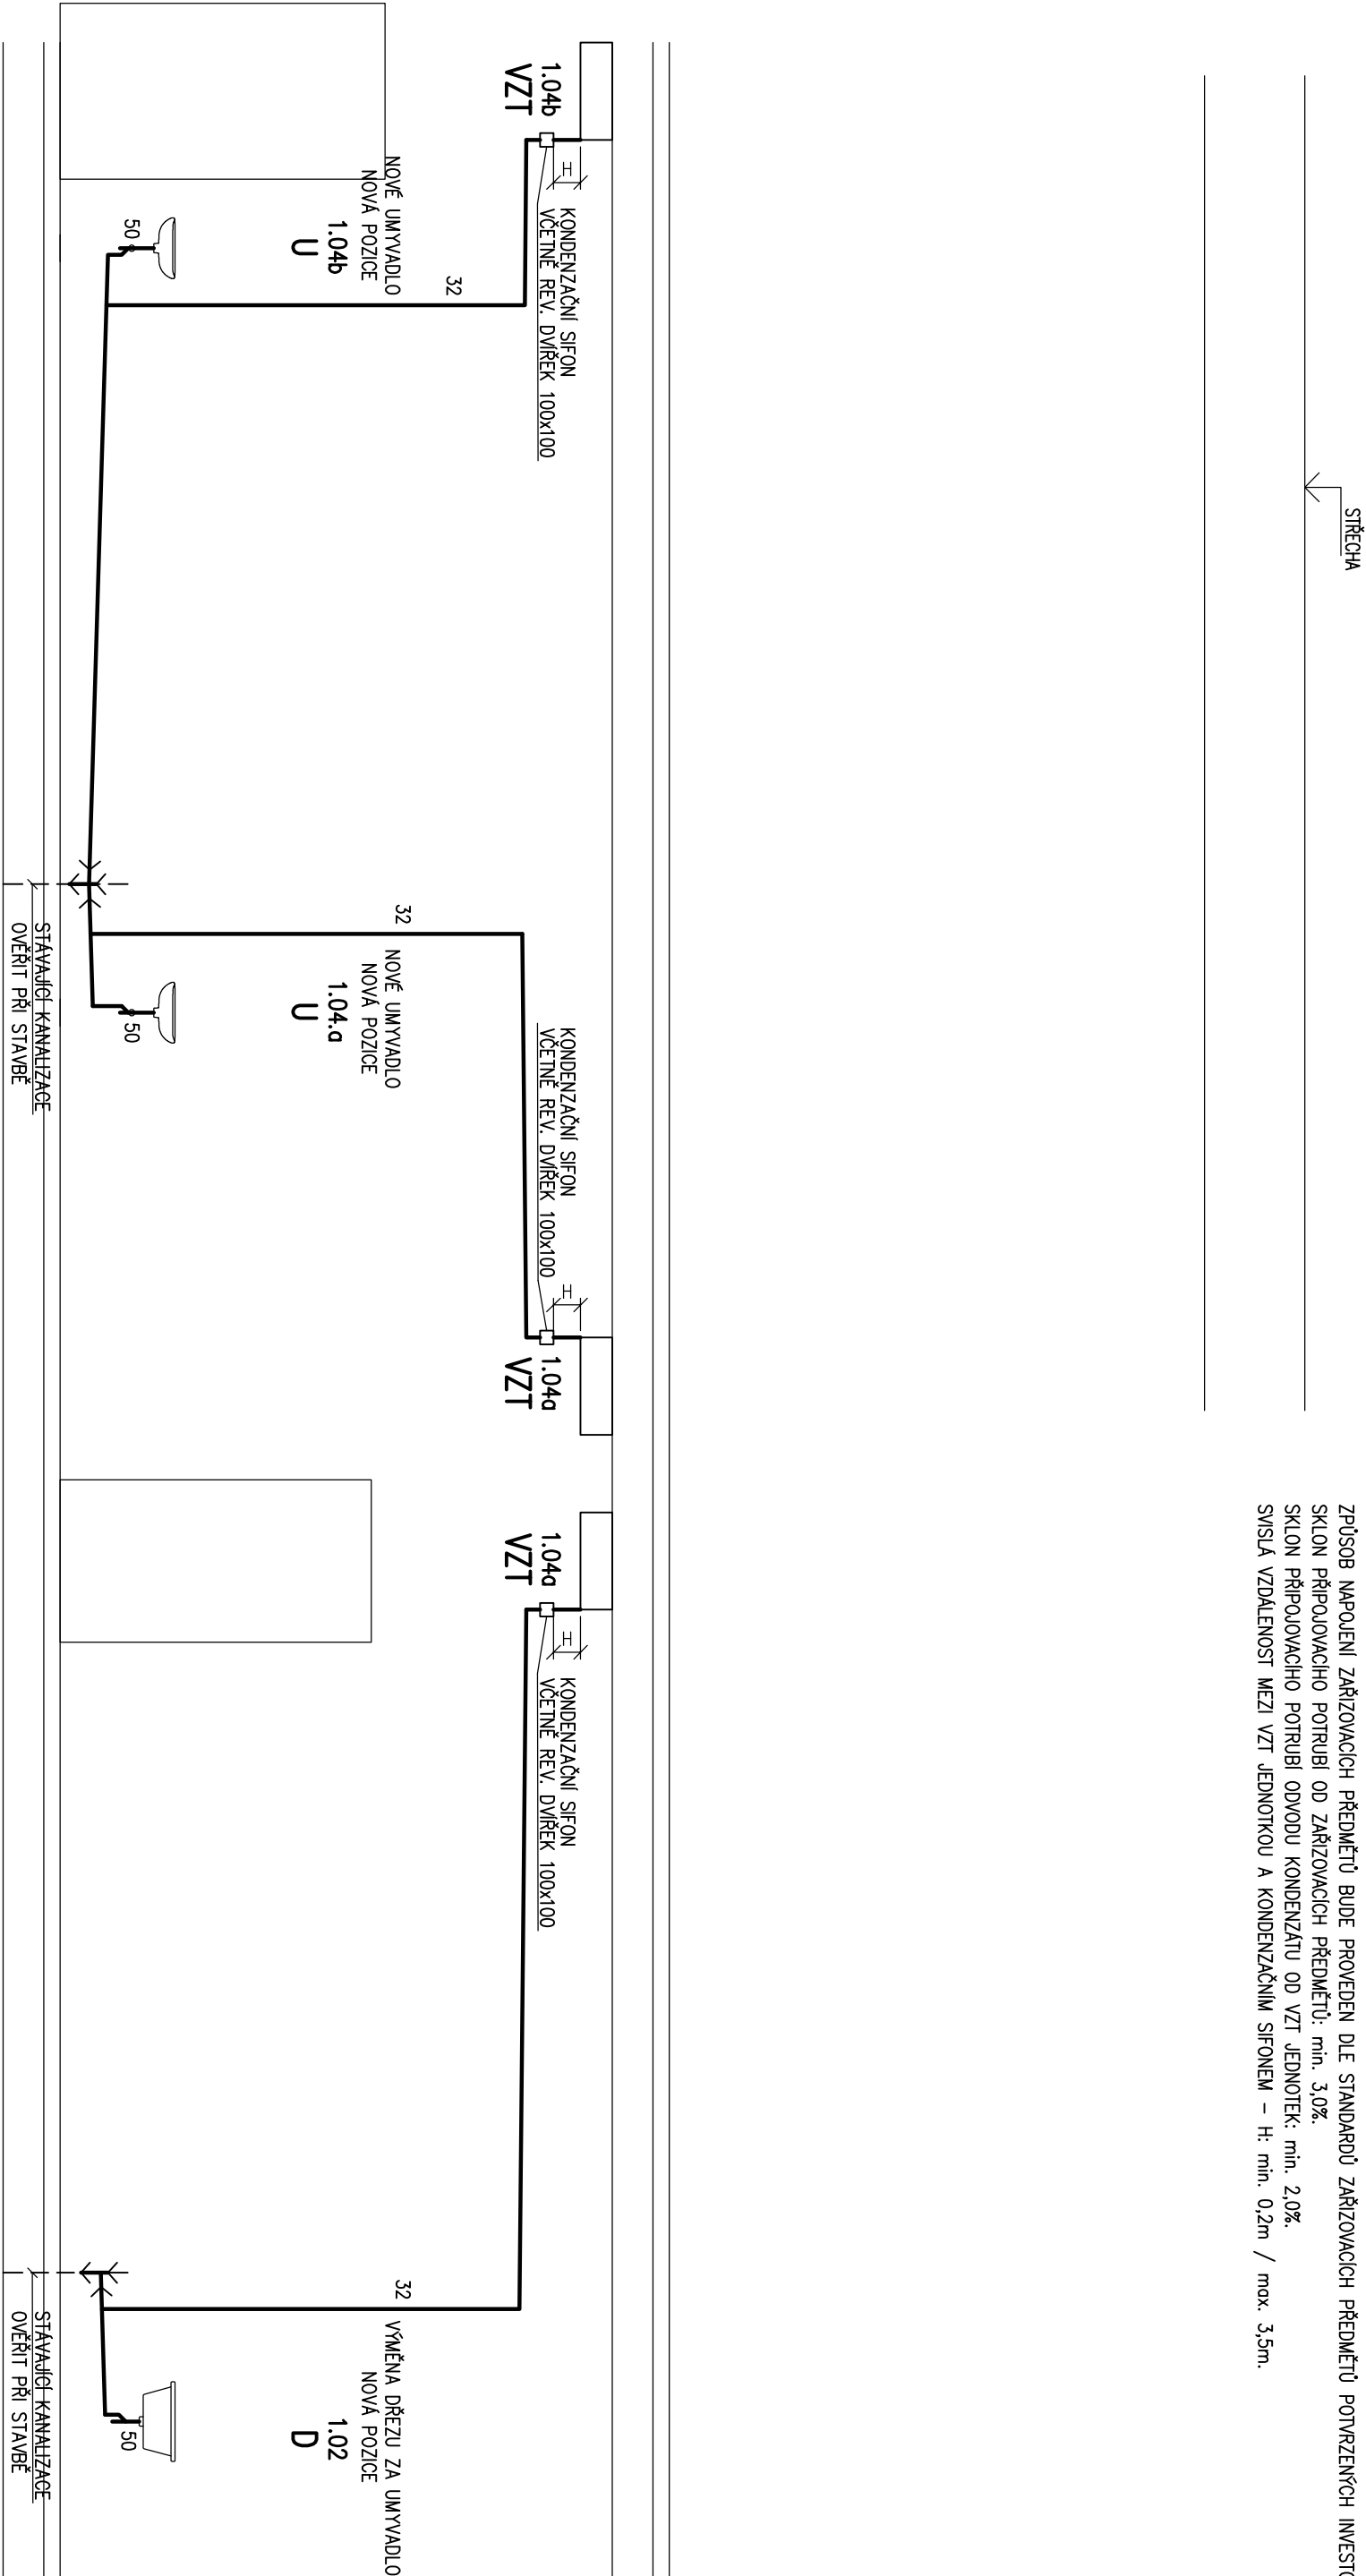 STŘECHA
ZPŮSOB NAPOJENÍ ZAŘIZOVACÍCH PŘEDMĚTŮ BUDE PROVEDEN DLE STANDARDŮ ZAŘIZOVACÍCH PŘEDMĚTŮ POTVRZENÝCH
SKLON PŘIPOJOVACÍHO POTRUBÍ OD ZAŘIZOVACÍCH PŘEDMĚTŮ: min. 3,0%.
SKLON PŘIPOJOVACÍHO POTRUBÍ ODVODU KONDENZÁTU OD VZT JEDNOTEK: min. 2,0%.
SVISLÁ VZDÁLENOST MEZI VZT JEDNOTKOU A KONDENZAČNÍM SIFONEM – H: min. 0,2m / max. 3,5m.
1.04b
VZT
H
KONDENZAČNÍ SIFON
VČETNĚ REV. DVÍŘEK 100x100
KONDENZAČNÍ SIFON
VČETNĚ REV. DVÍŘEK 100x100
H
1.04a
VZT
1.04a
VZT
H
KONDENZAČNÍ SIFON
VČETNĚ REV. DVÍŘEK 100x100
32
32
32
NOVÉ UMYVADLO
NOVÁ POZICE
1.04b
U
50
NOVÉ UMYVADLO
NOVÁ POZICE
1.04.a
U
50
VÝMĚNA DŘEZU ZA UMYVADLO
NOVÁ POZICE
1.02
D
50
STÁVAJÍCÍ KANALIZACE
OVĚŘIT PŘI STAVBĚ
STÁVAJÍCÍ KANALIZACE
OVĚŘIT PŘI STAVBĚ